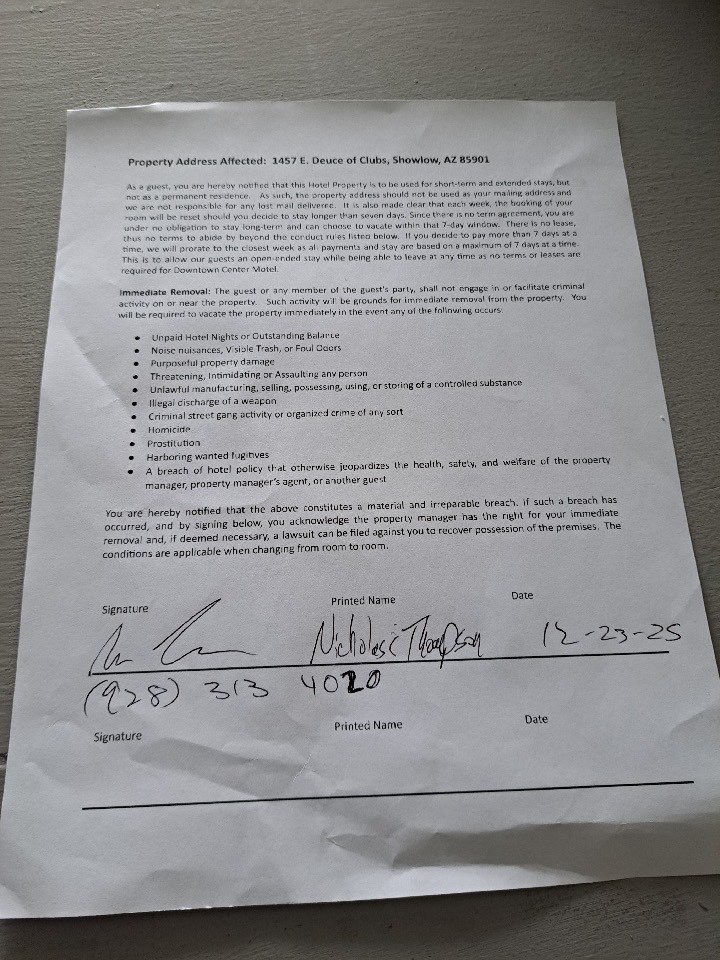 Property Address Affected: 1457 E. Deuce of Clubs, Showlow, AZ 85901
As a guest, you are hereby notified that this Hotel Property is to be used for short-term and extended stays, but
not as a permanent residence. As such, the property address should not be used as your mailing address and
we are not responsible for any lost mail deliveree. It is also made clear that each week, the booking of your
room will be reset should you decide to stay longer than seven days. Since there is no term agreement, you are
under no obligation to stay long-term and can choose to vacate within that 7-day window. There is no lease,
thus no terms to abide by beyond the conduct rules listed below. If you decide to pay more than 7 days at a
time, we will prorate to the closest week as all payments and stay are based on a maximum of 7 days at a time.
This is to allow our guests an open-ended stay while being able to leave at any time as no terms or leases are
required for Downtown Center Motel.
Immediate Removal: The guest or any member of the guest's party, shall not engage in or facilitate criminal
activity on or near the property. Such activity will be grounds for immediate removal from the property. You
will be required to vacate the property immediately in the event any of the following occurs:
• Unpaid Hotel Nights or Outstanding Balance
• Noise nuisances, Visible Trash, or Foul Odors
• Purposeful property damage
• Threatening, Intimidating or Assaulting any person
• Unlawful manufacturing, selling, possessing, using, or storing of a controlled substance
• Illegal discharge of a weapon
• Criminal street gang activity or organized crime of any sort
• Homicide
• Prostitution
• Harboring wanted fugitives
• A breach of hotel policy that otherwise jeopardizes the health, safety, and welfare of the property
manager, property manager's agent, or another guest
You are hereby notified that the above constitutes a material and irreparable breach. If such a breach has
occurred, and by signing below, you acknowledge the property manager has the right for your immediate
removal and, if deemed necessary, a lawsuit can be filed against you to recover possession of the premises. The
conditions are applicable when changing from room to room.
Signature Printed Name Date
Nicholas Thompson 12-23-25
(928) 313 4020
Signature Printed Name Date